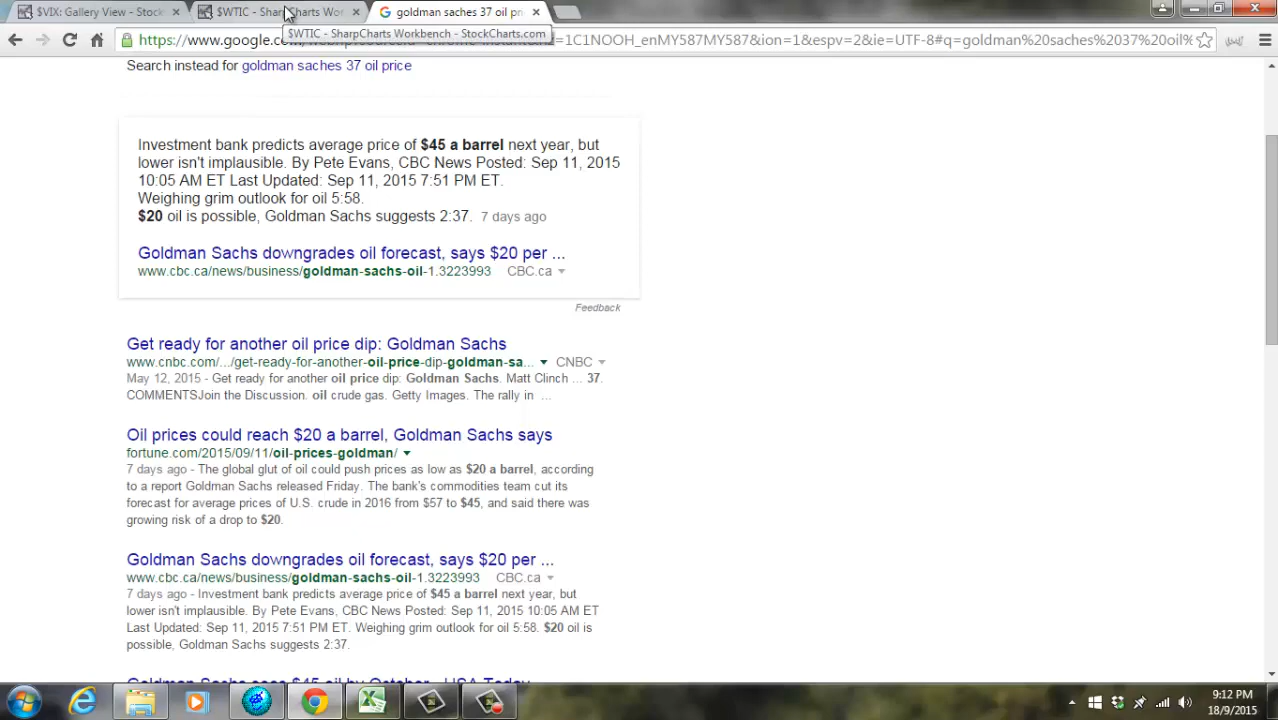 $VIX: Gallery View - Stock
$WTIC - SharpCharts Wor
goldman saches 37 oil pr
$WTIC - SharpCharts Workbench - StockCharts.com
Search instead for goldman saches 37 oil price
Investment bank predicts average price of $45 a barrel next year, but
lower isn't implausible. By Pete Evans, CBC News Posted: Sep 11, 2015
10:05 AM ET Last Updated: Sep 11, 2015 7:51 PM ET.
Weighing grim outlook for oil 5:58.
$20 oil is possible, Goldman Sachs suggests 2:37. 7 days ago
Goldman Sachs downgrades oil forecast, says $20 per ...
www.cbc.ca/news/business/goldman-sachs-oil-1.3223993 CBC.ca
Feedback
Get ready for another oil price dip: Goldman Sachs
www.cnbc.com/.../get-ready-for-another-oil-price-dip-goldman-sa... CNBC
May 12, 2015 - Get ready for another oil price dip: Goldman Sachs. Matt Clinch ... 37.
COMMENTSJoin the Discussion. oil crude gas. Getty Images. The rally in ...
Oil prices could reach $20 a barrel, Goldman Sachs says
fortune.com/2015/09/11/oil-prices-goldman/
7 days ago - The global glut of oil could push prices as low as $20 a barrel, according
to a report Goldman Sachs released Friday. The bank's commodities team cut its
forecast for average prices of U.S. crude in 2016 from $57 to $45, and said there was
growing risk of a drop to $20.
Goldman Sachs downgrades oil forecast, says $20 per ...
www.cbc.ca/news/business/goldman-sachs-oil-1.3223993 CBC.ca
7 days ago - Investment bank predicts average price of $45 a barrel next year, but
lower isn't implausible. By Pete Evans, CBC News Posted: Sep 11, 2015 10:05 AM ET
Last Updated: Sep 11, 2015 7:51 PM ET. Weighing grim outlook for oil 5:58. $20 oil is
possible, Goldman Sachs suggests 2:37.
Goldman Sachs sees $45 oil by October - USA Today
9:12 PM
18/9/2015